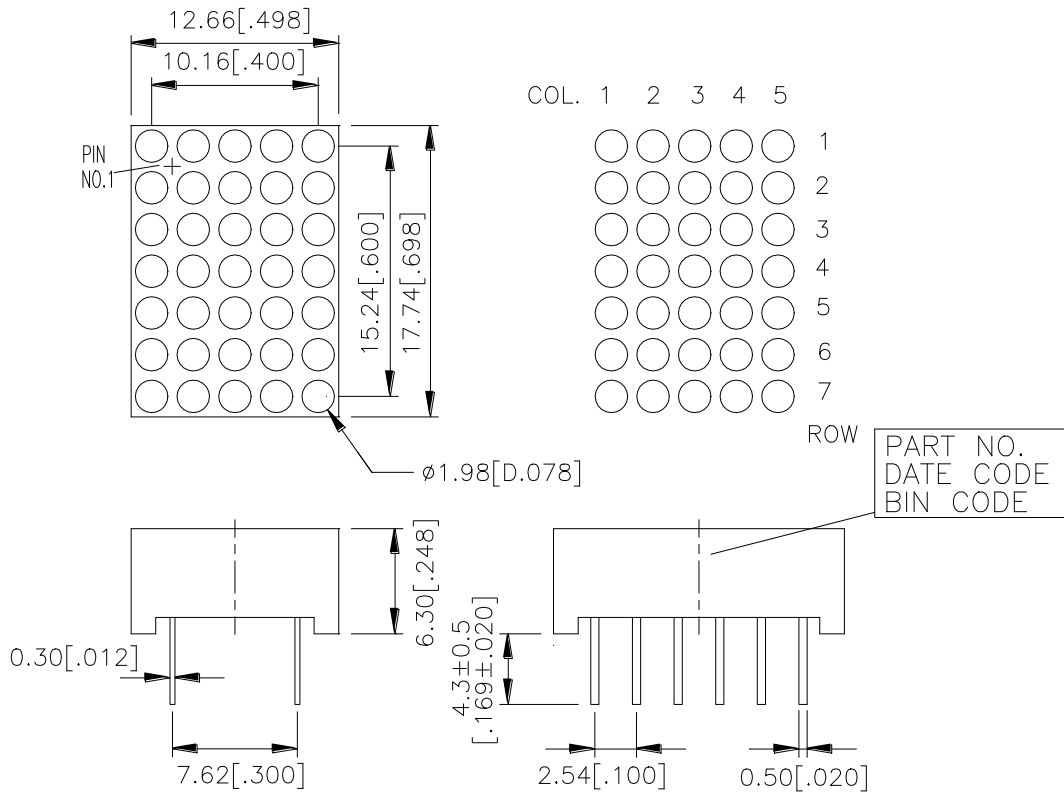 12.66[.498]
10.16[.400]
COL. 1 2 3 4 5
PIN
NO.1
15.24[.600]
17.74[.698]
1
2
3
4
5
6
7
ROW
PART NO.
DATE CODE
BIN CODE
ø1.98[D.078]
6.30[.248]
4.3±0.5
[.169±.020]
0.30[.012]
7.62[.300]
2.54[.100]
0.50[.020]